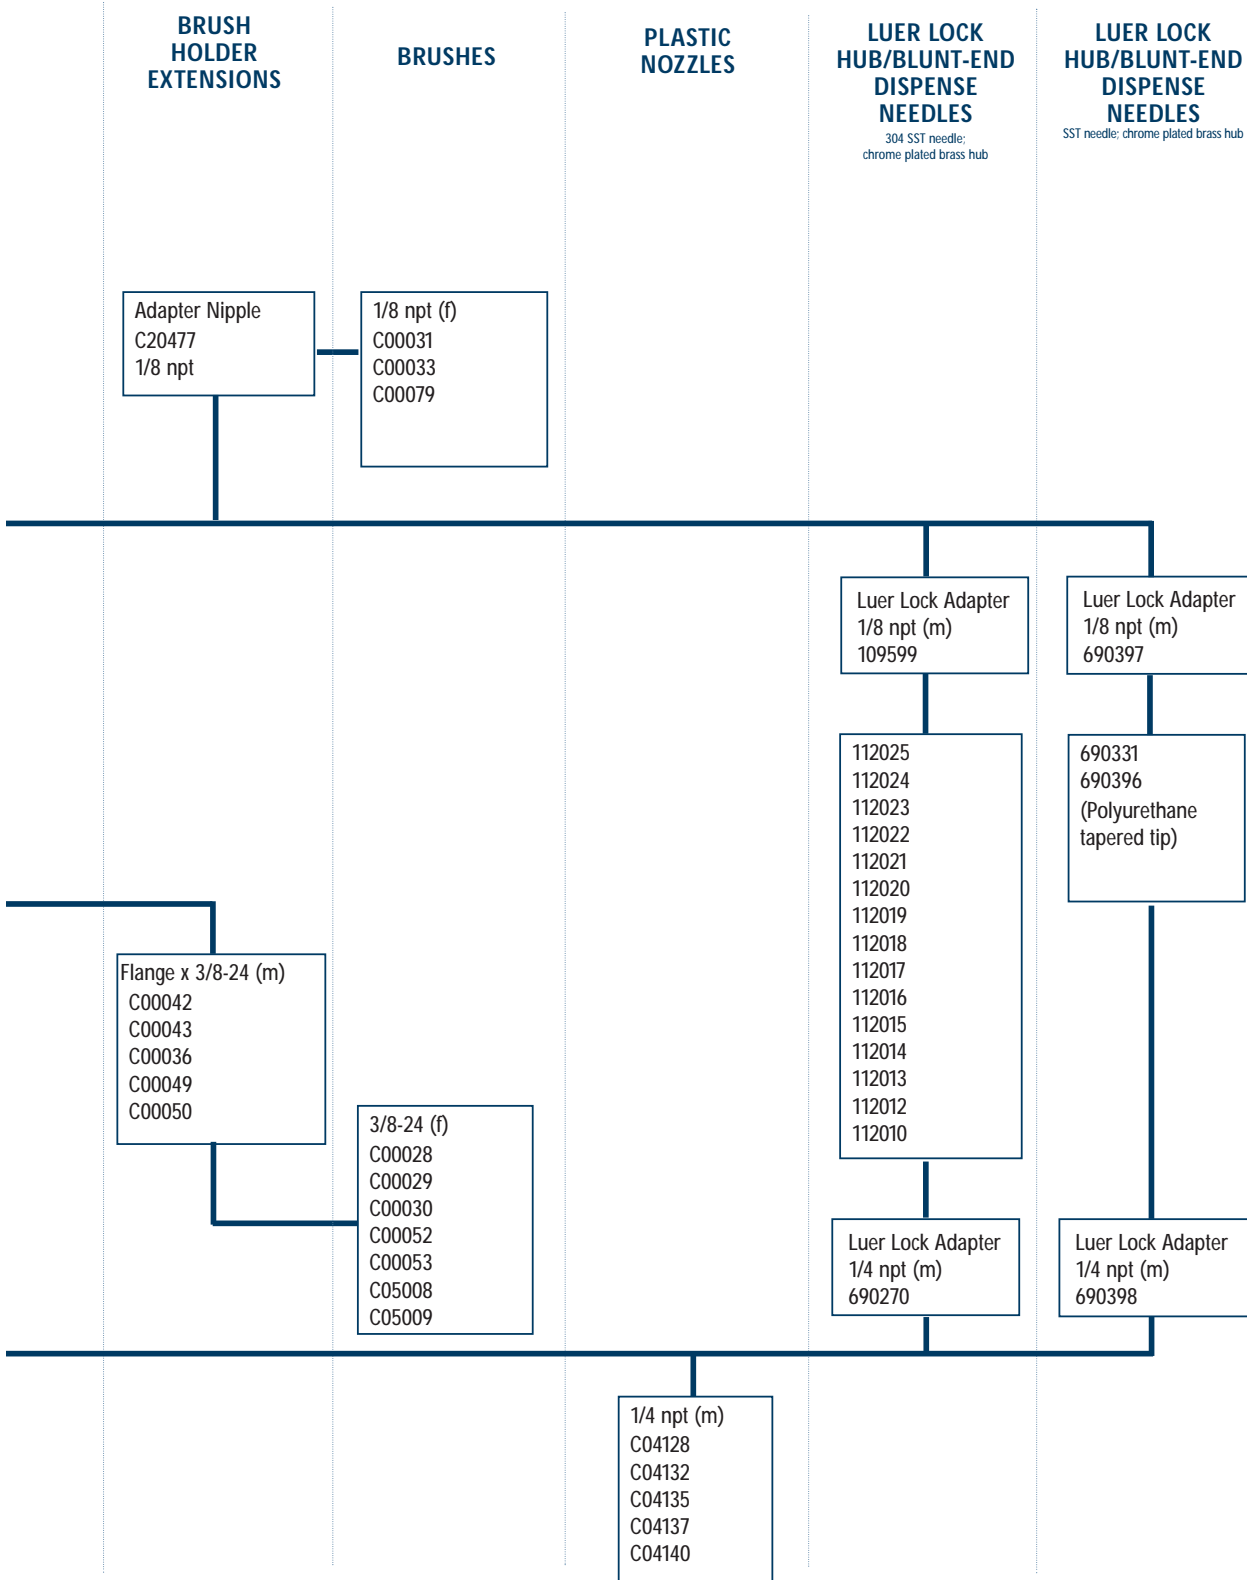 BRUSH
HOLDER
EXTENSIONS
BRUSHES
PLASTIC
NOZZLES
LUER LOCK
HUB/BLUNT-END
DISPENSE
NEEDLES
304 SST needle;
chrome plated brass hub
LUER LOCK
HUB/BLUNT-END
DISPENSE
NEEDLES
SST needle; chrome plated brass hub
Adapter Nipple
C20477
1/8 npt
1/8 npt (f)
C00031
C00033
C00079
Luer Lock Adapter
1/8 npt (m)
109599
Luer Lock Adapter
1/8 npt (m)
690397
112025
112024
112023
112022
112021
112020
112019
112018
112017
112016
112015
112014
112013
112012
112010
690331
690396
(Polyurethane
tapered tip)
Flange x 3/8-24 (m)
C00042
C00043
C00036
C00049
C00050
3/8-24 (f)
C00028
C00029
C00030
C00052
C00053
C05008
C05009
Luer Lock Adapter
1/4 npt (m)
690270
Luer Lock Adapter
1/4 npt (m)
690398
1/4 npt (m)
C04128
C04132
C04135
C04137
C04140